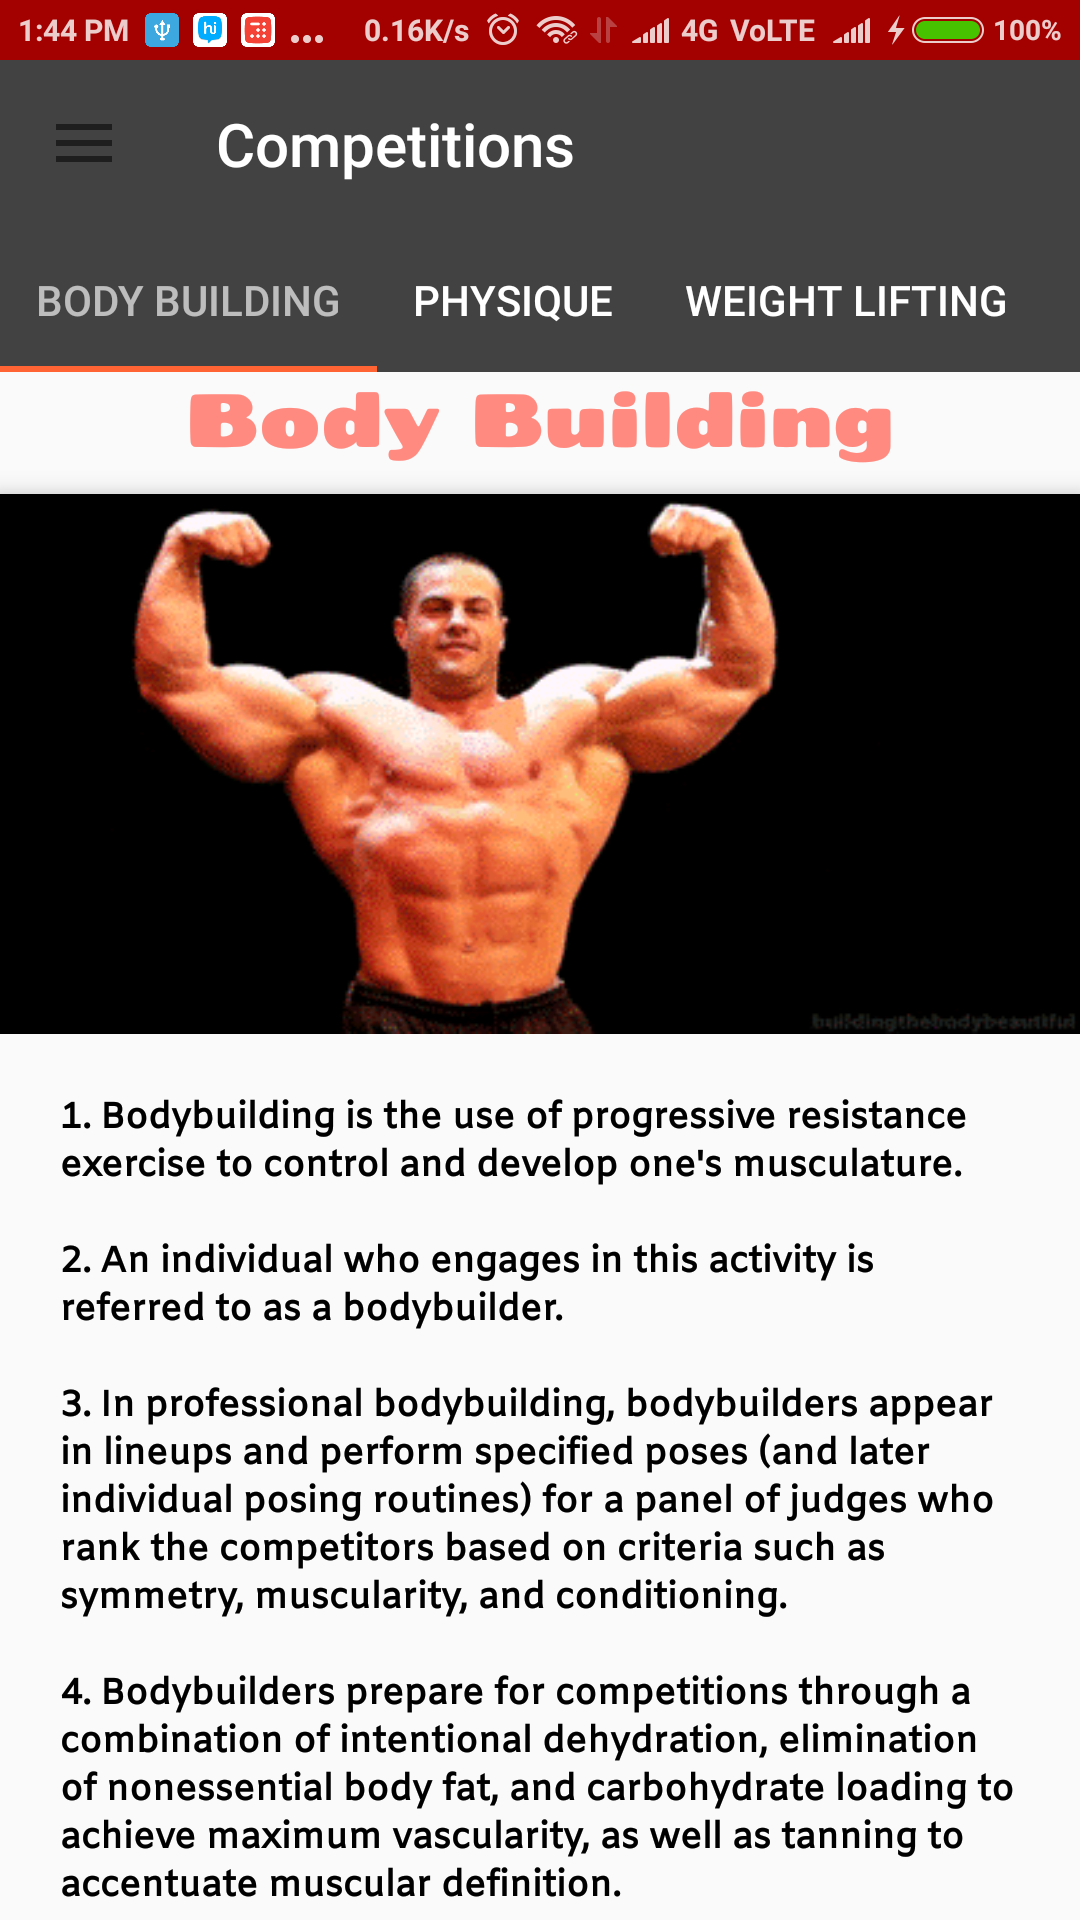 1:44 PM hi ... 0.16K/s 4G VoLTE 100%
Competitions
BODY BUILDING PHYSIQUE WEIGHT LIFTING
Body Building
buildingthebodybeautiful
1. Bodybuilding is the use of progressive resistance
exercise to control and develop one's musculature.
2. An individual who engages in this activity is
referred to as a bodybuilder.
3. In professional bodybuilding, bodybuilders appear
in lineups and perform specified poses (and later
individual posing routines) for a panel of judges who
rank the competitors based on criteria such as
symmetry, muscularity, and conditioning.
4. Bodybuilders prepare for competitions through a
combination of intentional dehydration, elimination
of nonessential body fat, and carbohydrate loading to
achieve maximum vascularity, as well as tanning to
accentuate muscular definition.